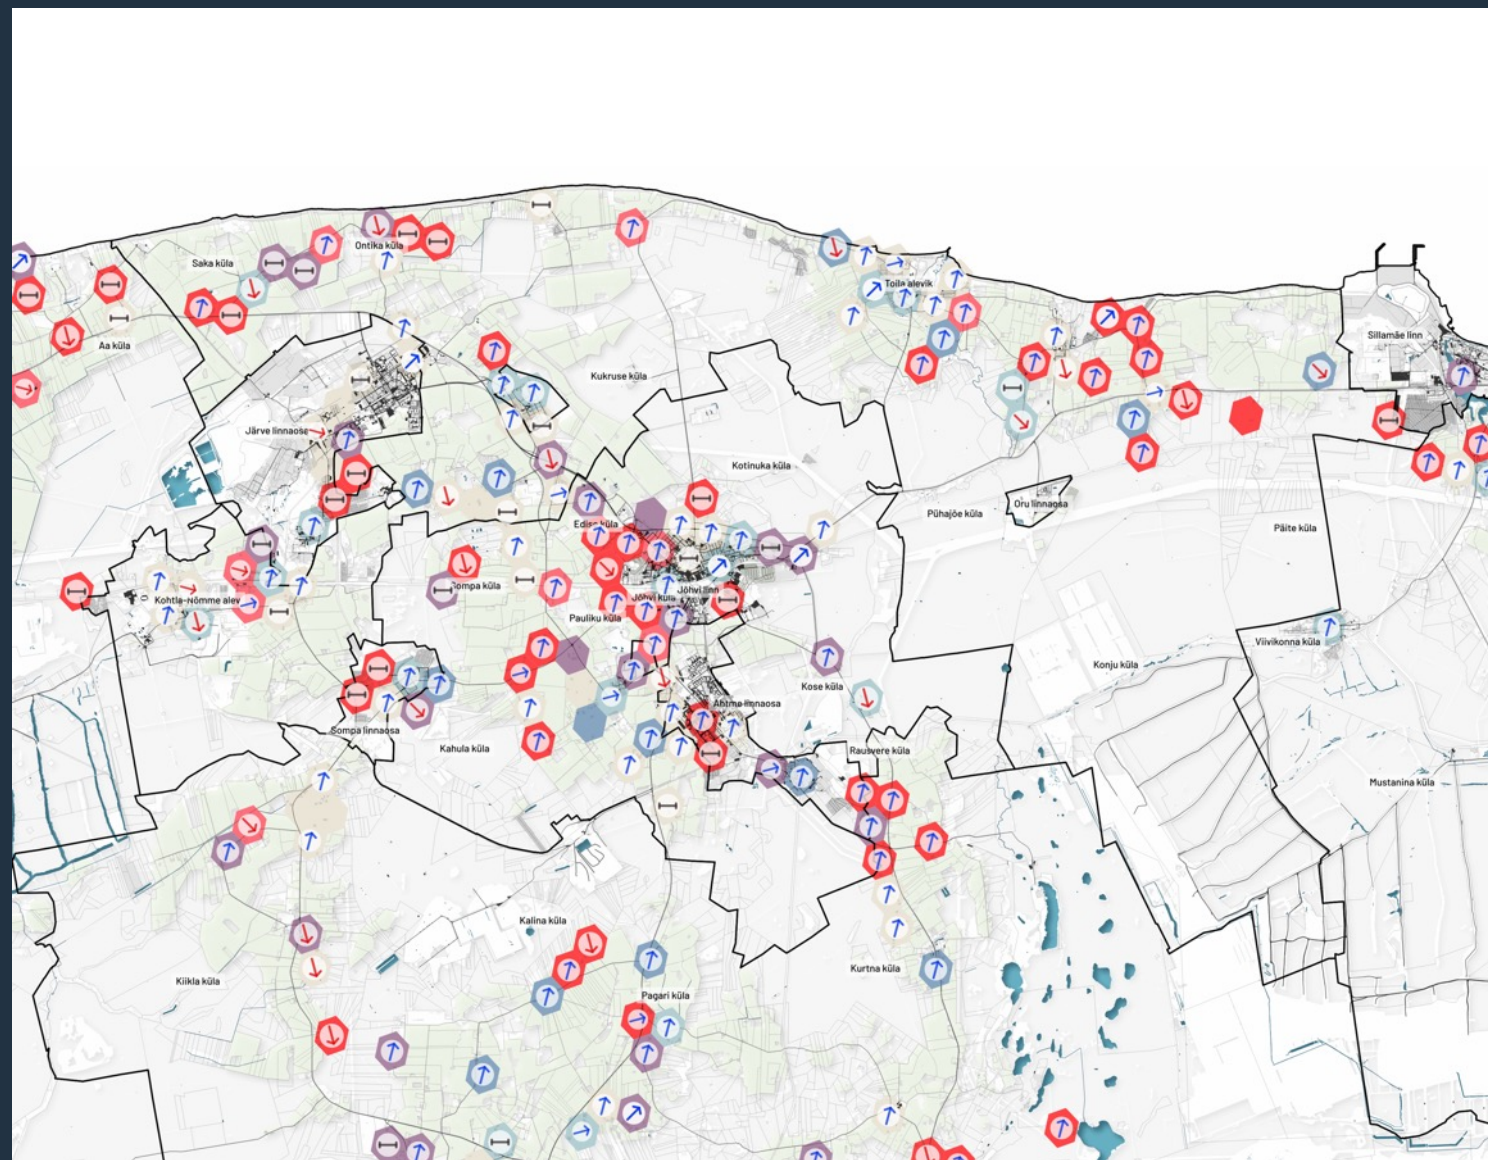 Ontika küla
Saka küla
Toila alevik
Sillamäe linn
Aa küla
Kukruse küla
Järve linnaosa
Kotinuka küla
Oru linnaosa
Pühajõe küla
Edise küla
Päite küla
Sompa küla
Jõhvi linn
Kohtla-Nõmme alev
Jõhvi küla
Pauliku küla
Viivikonna küla
Konju küla
Kose küla
Ahtme linnaosa
Sompa linnaosa
Kahula küla
Rausvere küla
Mustanina küla
Kalina küla
Kurtna küla
Kiikla küla
Pagari küla